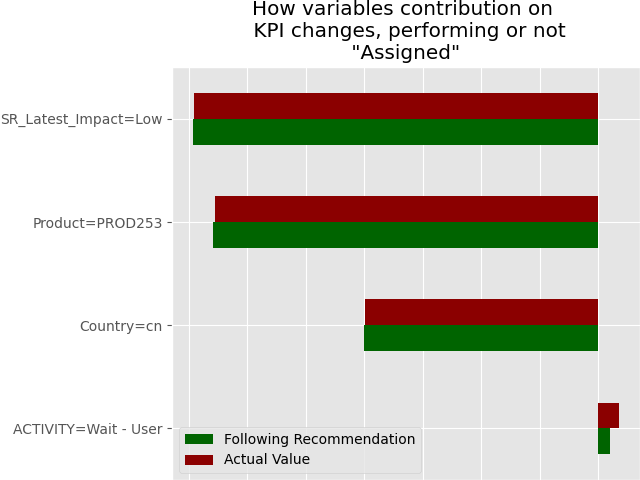 How variables contribution on
KPI changes, performing or not
"Assigned"
SR_Latest_Impact=Low
Product=PROD253
Country=cn
ACTIVITY=Wait - User
Following Recommendation
Actual Value